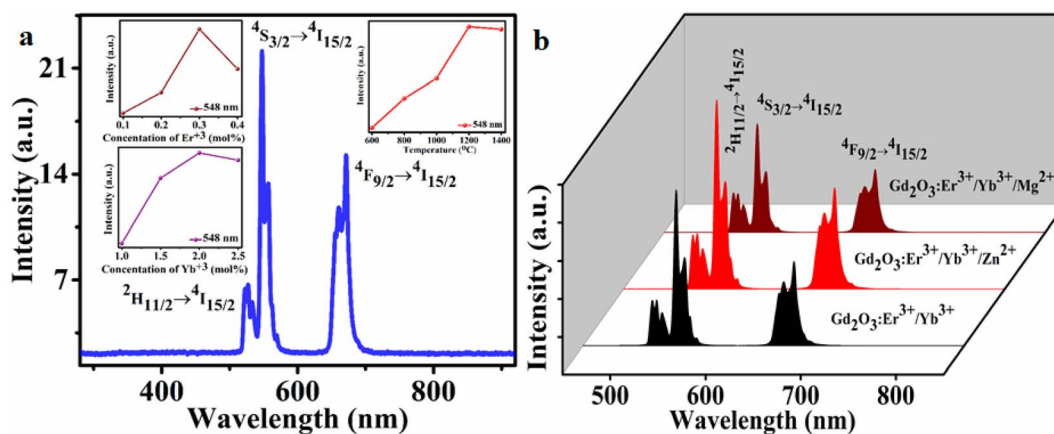 a
Intensity (a.u.)
21
14
7
400
600
800
Wavelength (nm)
Intensity (a.u.)
548 nm
0.1 0.2 0.3 0.4
Concentation of Er+3 (mol%)
Intensity (a.u.)
548 nm
1.0 1.5 2.0 2.5
Concentation of Yb+3 (mol%)
Intensity (a.u.)
548 nm
600 800 1000 1200 1400
Temperature (OC)
4S3/2→4I15/2
4F9/2→4I15/2
2H11/2→4I15/2
b
Intensity (a.u.)
2H11/2→4I15/2
4S3/2→4I15/2
4F9/2→4I15/2
Gd2O3:Er3+/Yb3+/Mg2+
Gd2O3:Er3+/Yb3+/Zn2+
Gd2O3:Er3+/Yb3+
500 600 700 800
Wavelength (nm)